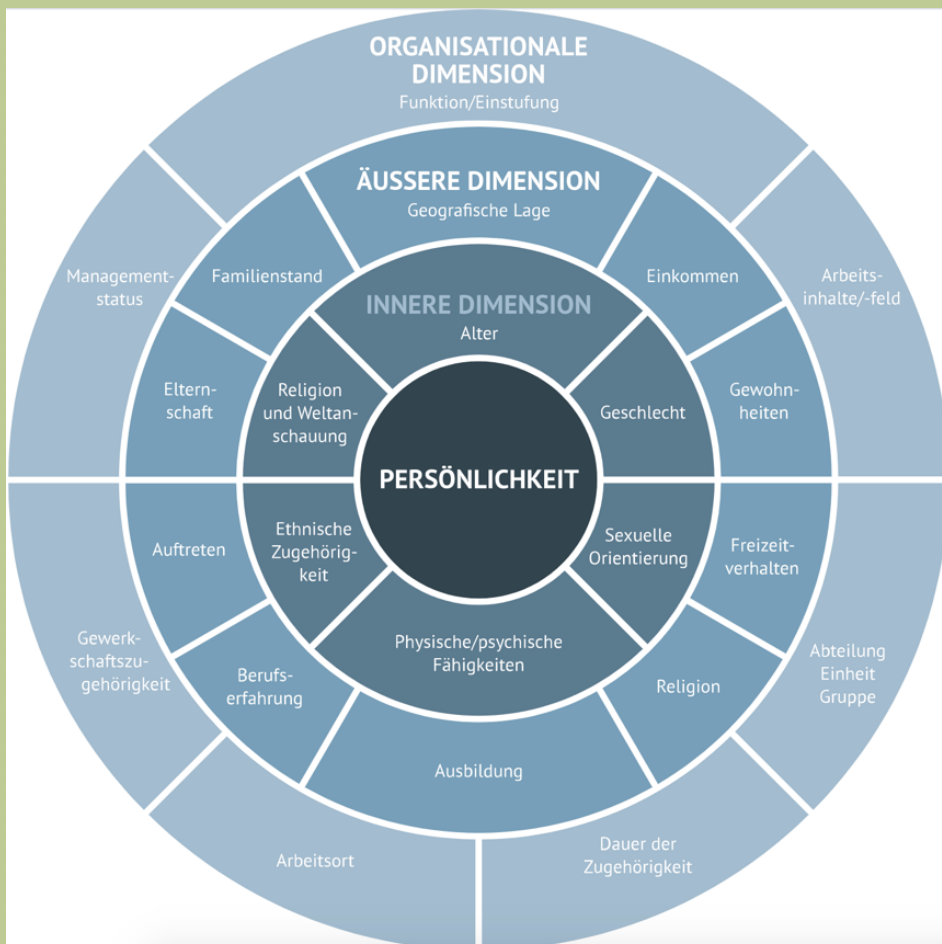 ORGANISATIONALE
DIMENSION
Funktion/Einstufung
ÄUSSERE DIMENSION
Geografische Lage
Management-
status
Familienstand
Einkommen
Arbeits-
inhalte/-feld
INNERE DIMENSION
Alter
Eltern-
schaft
Religion
und Weltan-
schauung
Geschlecht
Gewohn-
heiten
PERSÖNLICHKEIT
Auftreten
Ethnische
Zugehörig-
keit
Sexuelle
Orientierung
Freizeit-
verhalten
Gewerk-
schaftszu-
gehörigkeit
Berufs-
erfahrung
Physische/psychische
Fähigkeiten
Religion
Abteilung
Einheit
Gruppe
Ausbildung
Arbeitsort
Dauer der
Zugehörigkeit